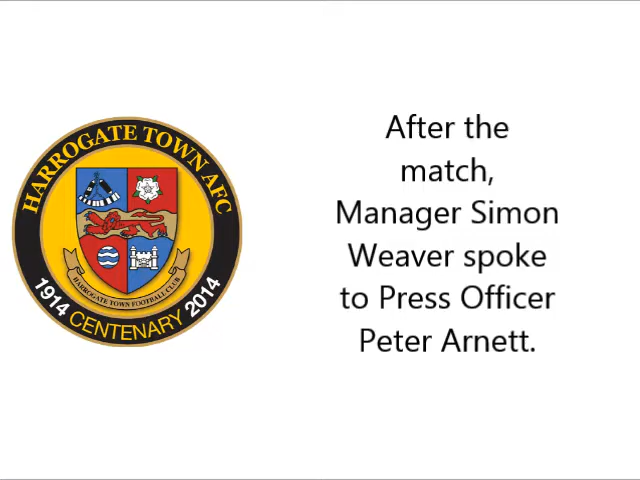 HARROGATE TOWN AFC
HARROGATE TOWN FOOTBALL CLUB
1914 CENTENARY 2014
After the
match,
Manager Simon
Weaver spoke
to Press Officer
Peter Arnett.